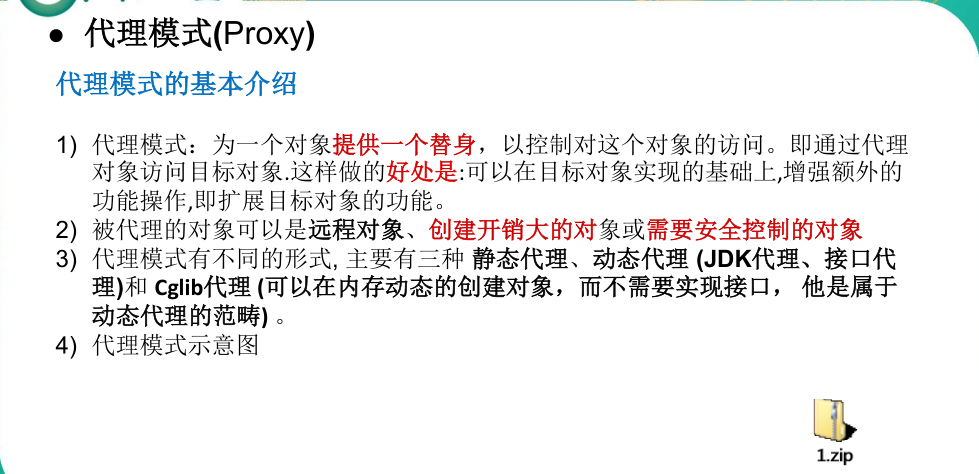 ● 代理模式(Proxy)
代理模式的基本介绍
1) 代理模式：为一个对象提供一个替身，以控制对这个对象的访问。即通过代理
对象访问目标对象.这样做的好处是:可以在目标对象实现的基础上,增强额外的
功能操作,即扩展目标对象的功能。
2) 被代理的对象可以是远程对象、创建开销大的对象或需要安全控制的对象
3) 代理模式有不同的形式, 主要有三种 静态代理、动态代理 (JDK代理、接口代
理)和 Cglib代理 (可以在内存动态的创建对象，而不需要实现接口， 他是属于
动态代理的范畴) 。
4) 代理模式示意图
1.zip